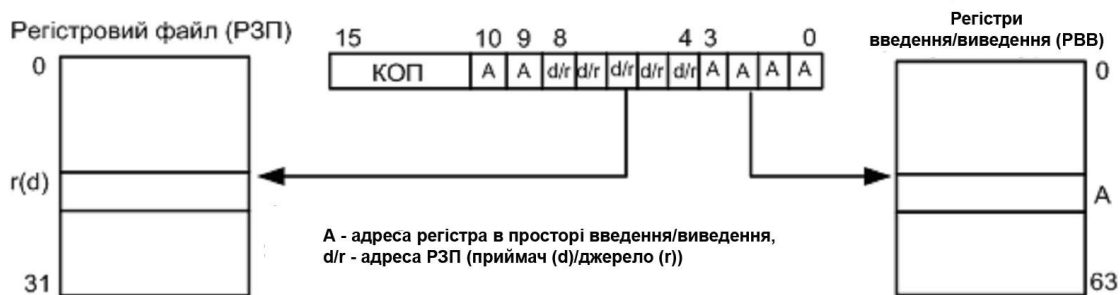 Регістровий файл (РЗП)
0
r(d)
31
15 10 9 8 4 3 0
КОП A A d/r d/r d/r d/r d/r A A A A
А - адреса регістра в просторі введення/виведення,
d/r - адреса РЗП (приймач (d)/джерело (r))
Регістри
введення/виведення (РВВ)
0
A
63